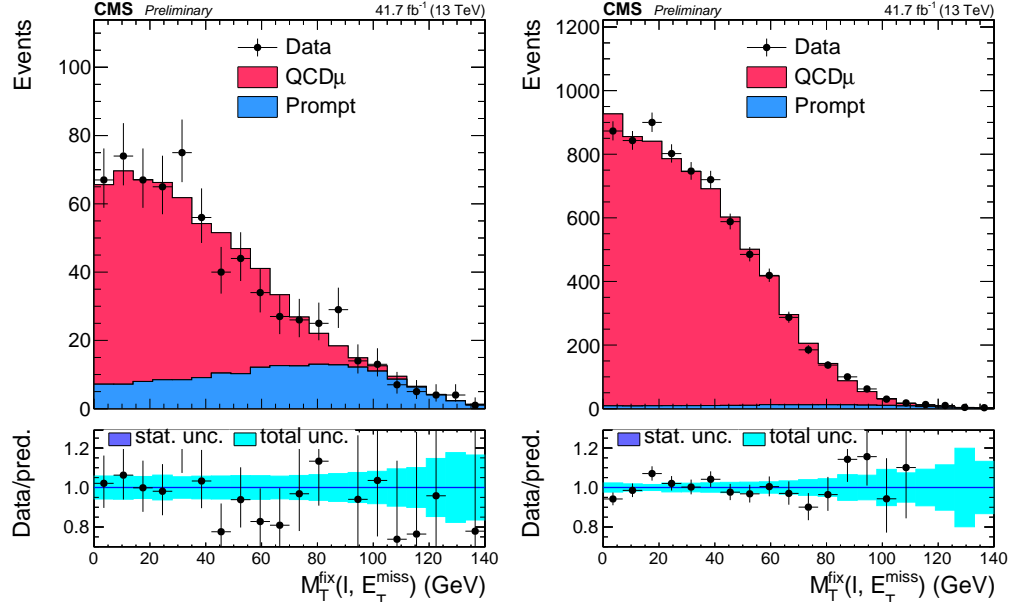 CMS Preliminary 41.7 fb⁻¹ (13 TeV)
Events
100
80
60
40
20
0
Data
QCDμ
Prompt
Data/pred.
1.2
1.0
0.8
stat. unc. total unc.
0 20 40 60 80 100 120 140
M_T^fix(l, E_T^miss) (GeV)
CMS Preliminary 41.7 fb⁻¹ (13 TeV)
Events
1200
1000
800
600
400
200
0
Data
QCDμ
Prompt
Data/pred.
1.2
1.0
0.8
stat. unc. total unc.
0 20 40 60 80 100 120 140
M_T^fix(l, E_T^miss) (GeV)